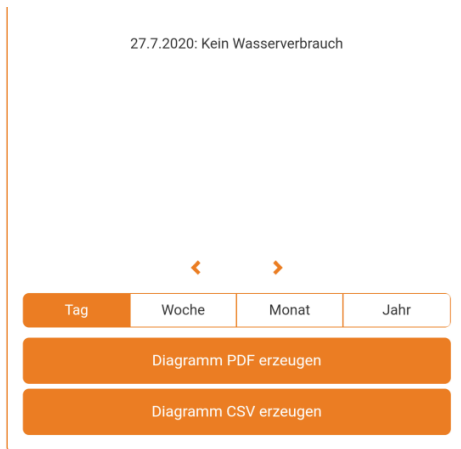 27.7.2020: Kein Wasserverbrauch
Tag Woche Monat Jahr
Diagramm PDF erzeugen
Diagramm CSV erzeugen